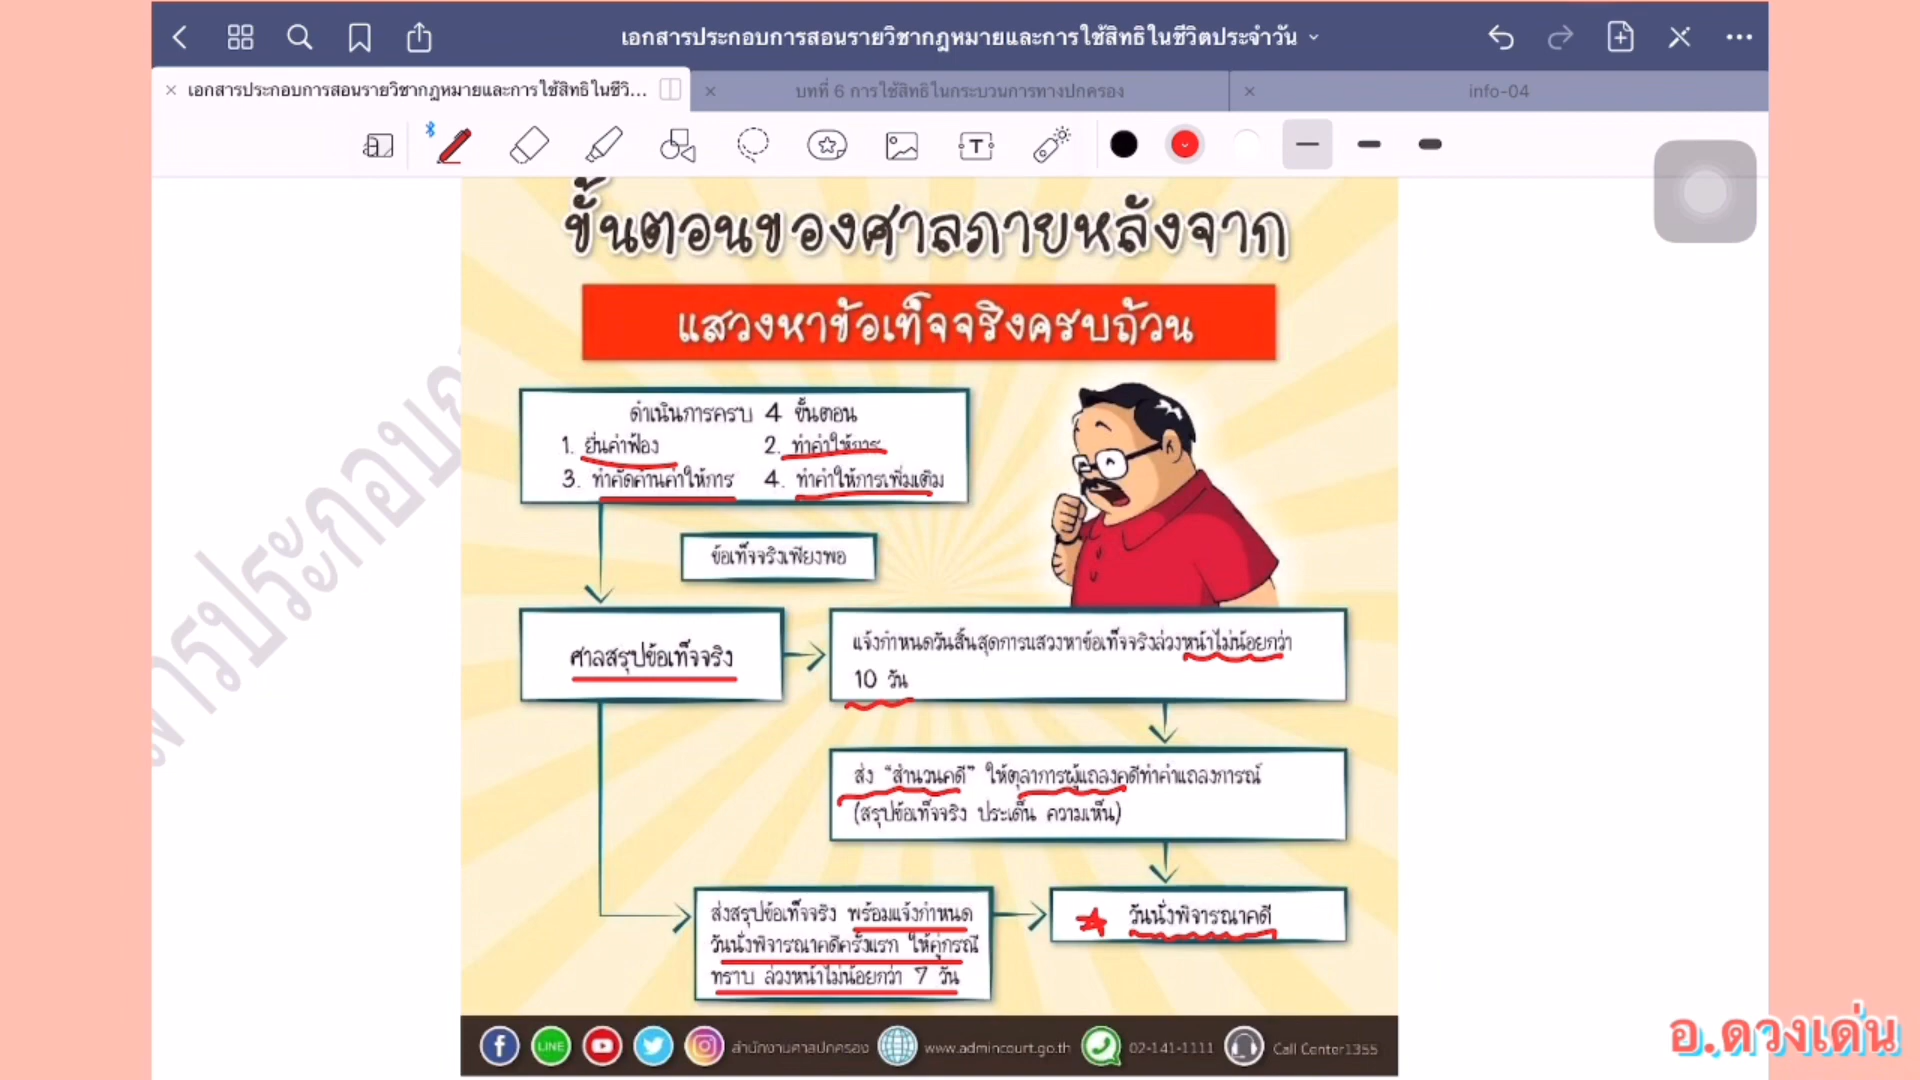 เอกสารประกอบการสอนรายวิชากฎหมายและการใช้สิทธิในชีวิตประจำวัน
เอกสารประกอบการสอนรายวิชากฎหมายและการใช้สิทธิในชีวิ...
บทที่ 6 การใช้สิทธิในกระบวนการทางปกครอง
info-04
ขั้นตอนของศาลภายหลังจาก
แสวงหาข้อเท็จจริงครบถ้วน
ดำเนินการครบ 4 ขั้นตอน
1. ยื่นคำฟ้อง 2. ทำคำให้การ
3. ทำคัดค้านคำให้การ 4. ทำคำให้การเพิ่มเติม
ข้อเท็จจริงเพียงพอ
ศาลสรุปข้อเท็จจริง
แจ้งกำหนดวันสิ้นสุดการแสวงหาข้อเท็จจริงล่วงหน้าไม่น้อยกว่า
10 วัน
ส่ง “สำนวนคดี” ให้ตุลาการผู้แถลงคดีทำคำแถลงการณ์
(สรุปข้อเท็จจริง ประเด็น ความเห็น)
ส่งสรุปข้อเท็จจริง พร้อมแจ้งกำหนด
วันนั่งพิจารณาคดีครั้งแรก ให้คู่กรณี
ทราบ ล่วงหน้าไม่น้อยกว่า 7 วัน
วันนั่งพิจารณาคดี
LINE
สำนักงานศาลปกครอง
www.admincourt.go.th
02-141-1111
Call Center1355
อ.ดวงเด่น
ารประกอบก